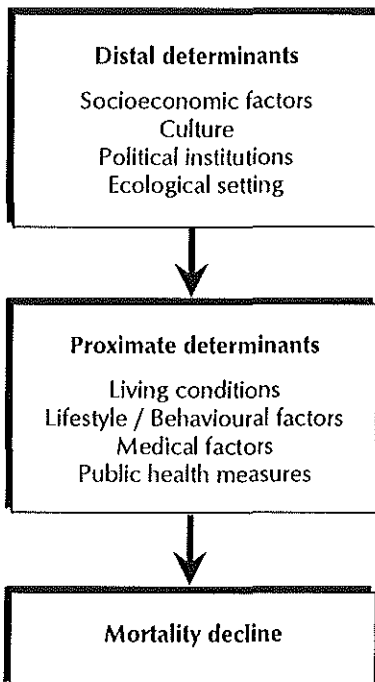 Distal determinants
Socioeconomic factors
Culture
Political institutions
Ecological setting
Proximate determinants
Living conditions
Lifestyle / Behavioural factors
Medical factors
Public health measures
Mortality decline